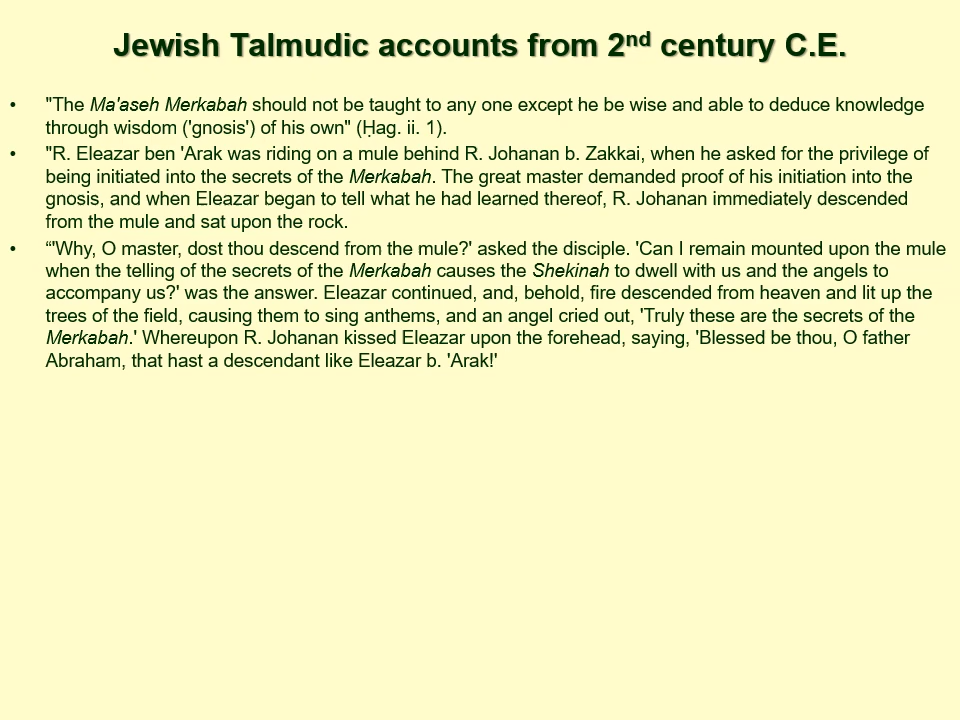 Jewish Talmudic accounts from 2nd century C.E.
• "The Ma'aseh Merkabah should not be taught to any one except he be wise and able to deduce knowledge
through wisdom ('gnosis') of his own" (Ḥag. ii. 1).
• "R. Eleazar ben 'Arak was riding on a mule behind R. Johanan b. Zakkai, when he asked for the privilege of
being initiated into the secrets of the Merkabah. The great master demanded proof of his initiation into the
gnosis, and when Eleazar began to tell what he had learned thereof, R. Johanan immediately descended
from the mule and sat upon the rock.
• “'Why, O master, dost thou descend from the mule?' asked the disciple. 'Can I remain mounted upon the mule
when the telling of the secrets of the Merkabah causes the Shekinah to dwell with us and the angels to
accompany us?' was the answer. Eleazar continued, and, behold, fire descended from heaven and lit up the
trees of the field, causing them to sing anthems, and an angel cried out, 'Truly these are the secrets of the
Merkabah.' Whereupon R. Johanan kissed Eleazar upon the forehead, saying, 'Blessed be thou, O father
Abraham, that hast a descendant like Eleazar b. 'Arak!'